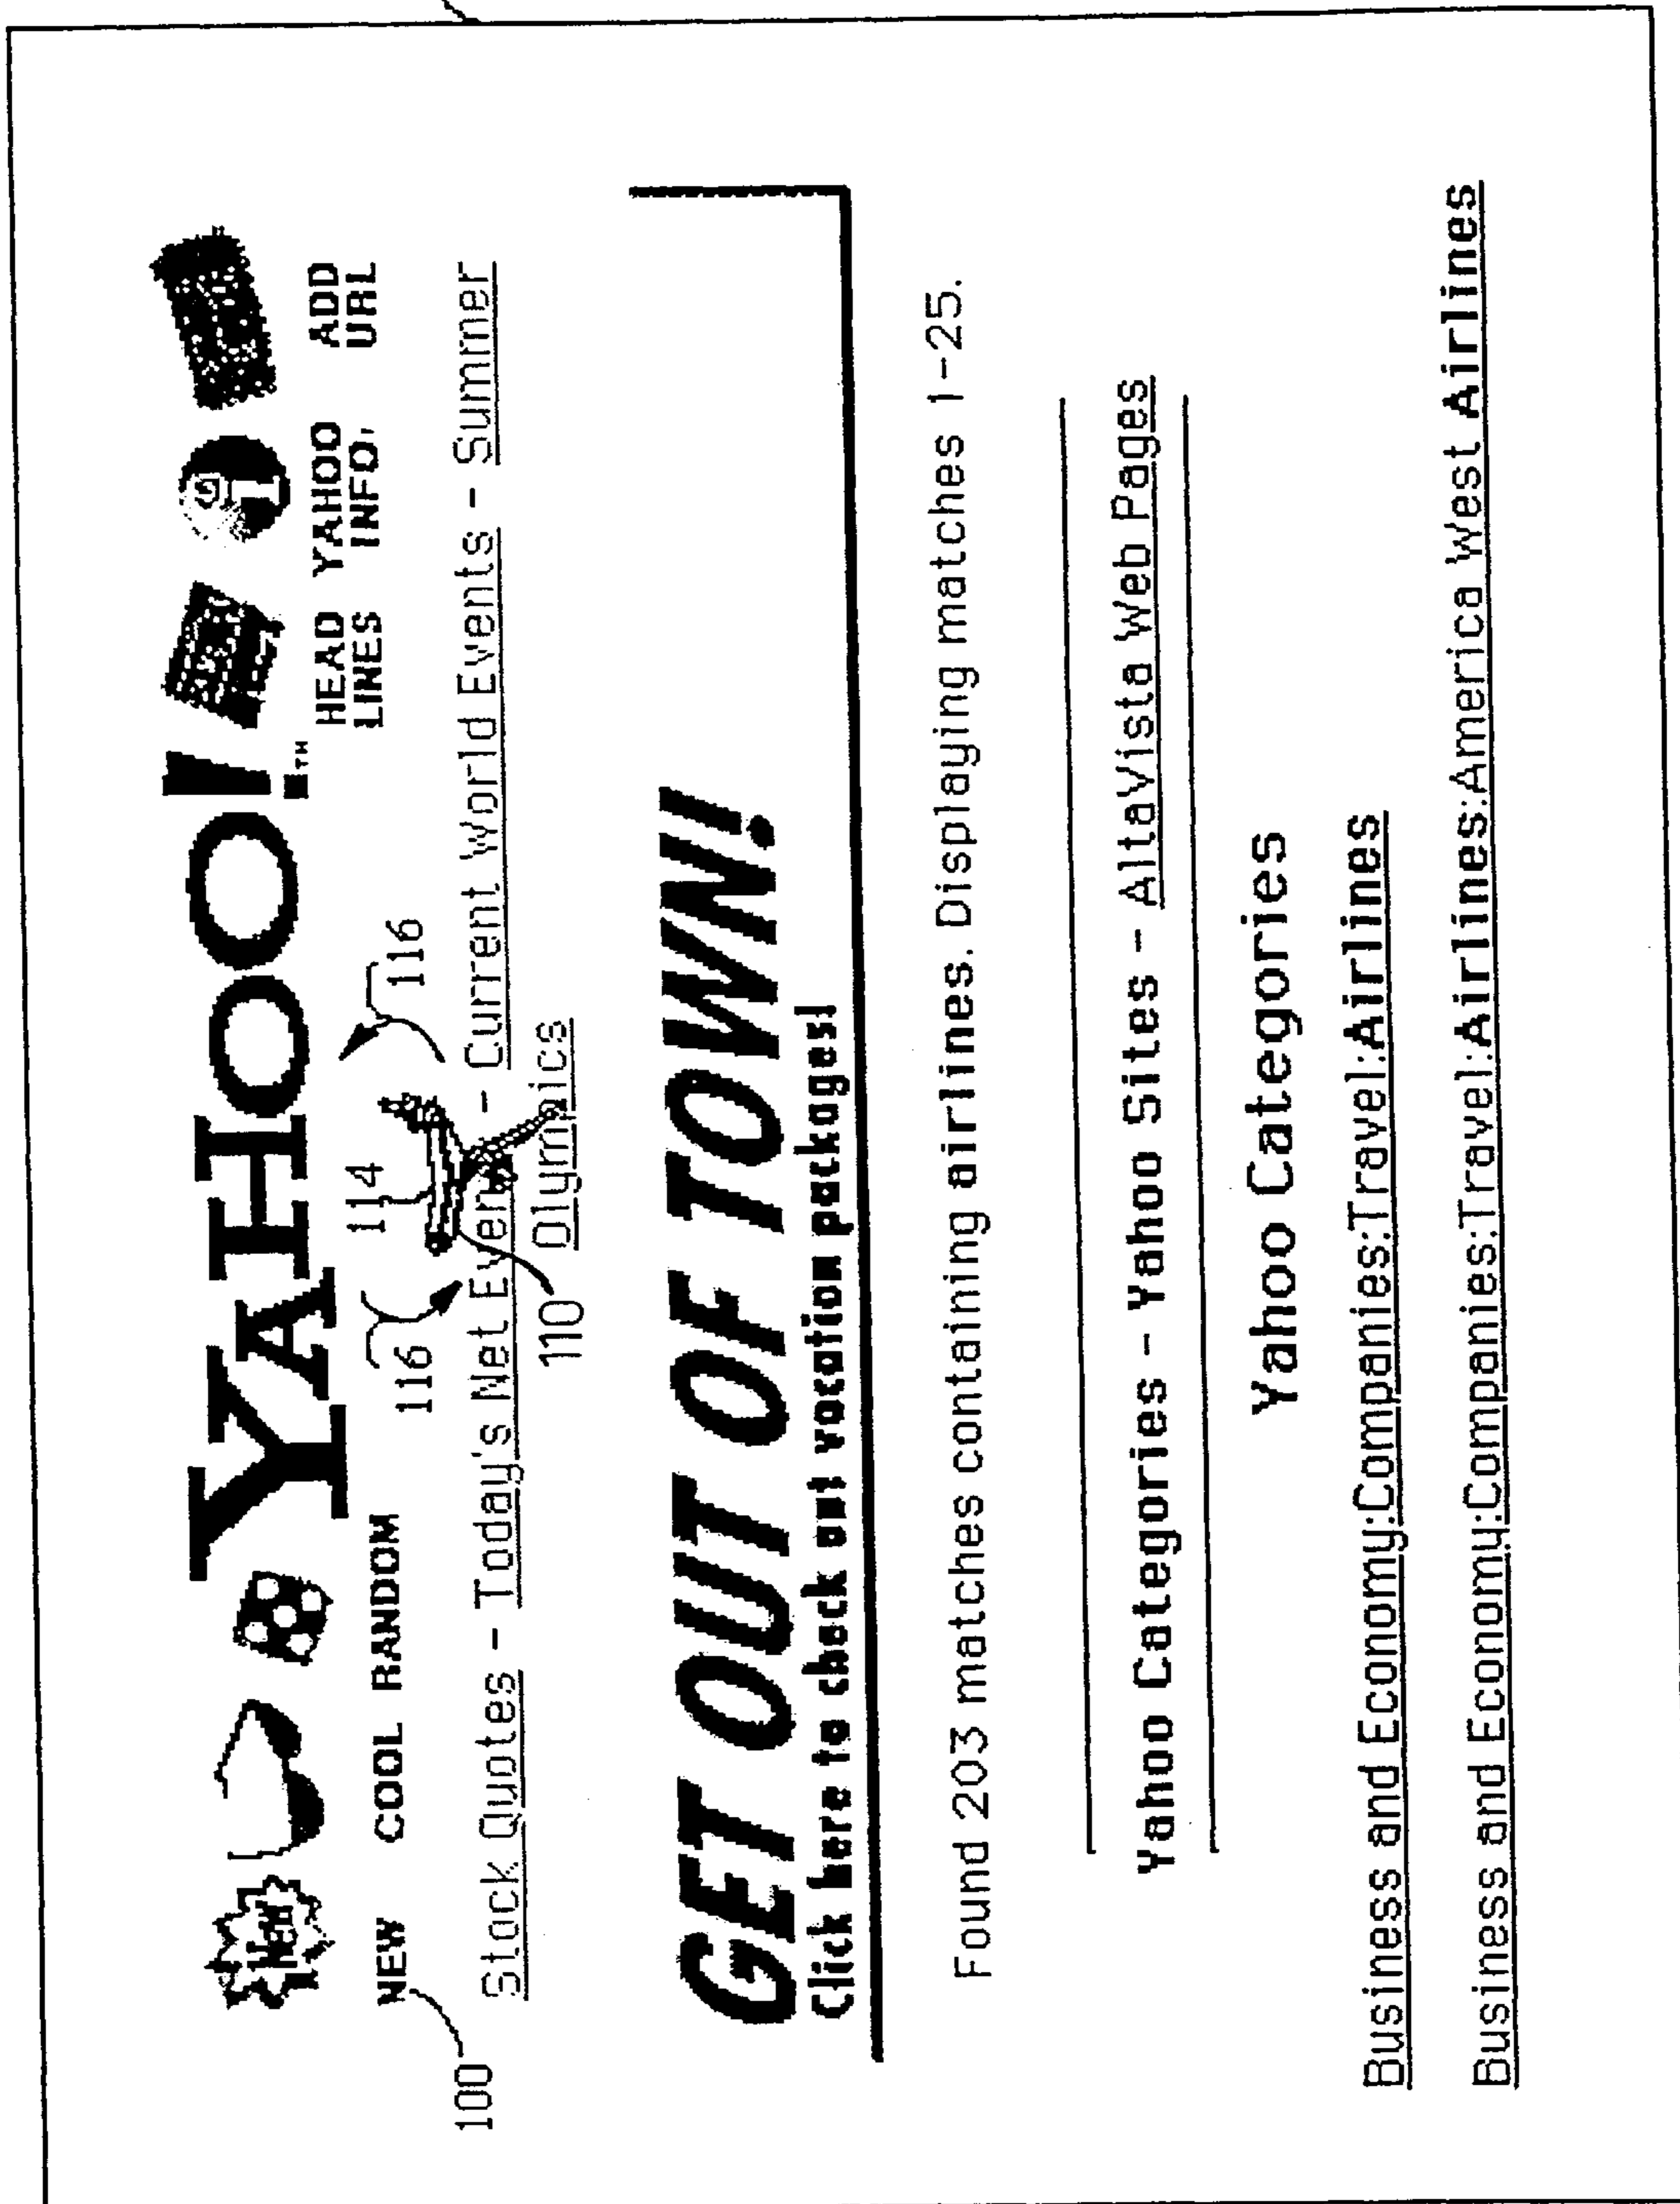 YAHOO!™
NEW COOL RANDOM HEAD LINES YAHOO INFO. ADD URL
New
100
116
114
116
Stock Quotes - Today's Net Even - Current World Events - Summer
Olympics
110
GET OUT OF TOWN!
Click here to check out vacation packages!
Found 203 matches containing airlines. Displaying matches 1-25.
Yahoo Categories - Yahoo Sites - AltaVista Web Pages
Yahoo Categories
Business and Economy:Companies:Travel:Airlines
Business and Economy:Companies:Travel:Airlines:America West Airlines